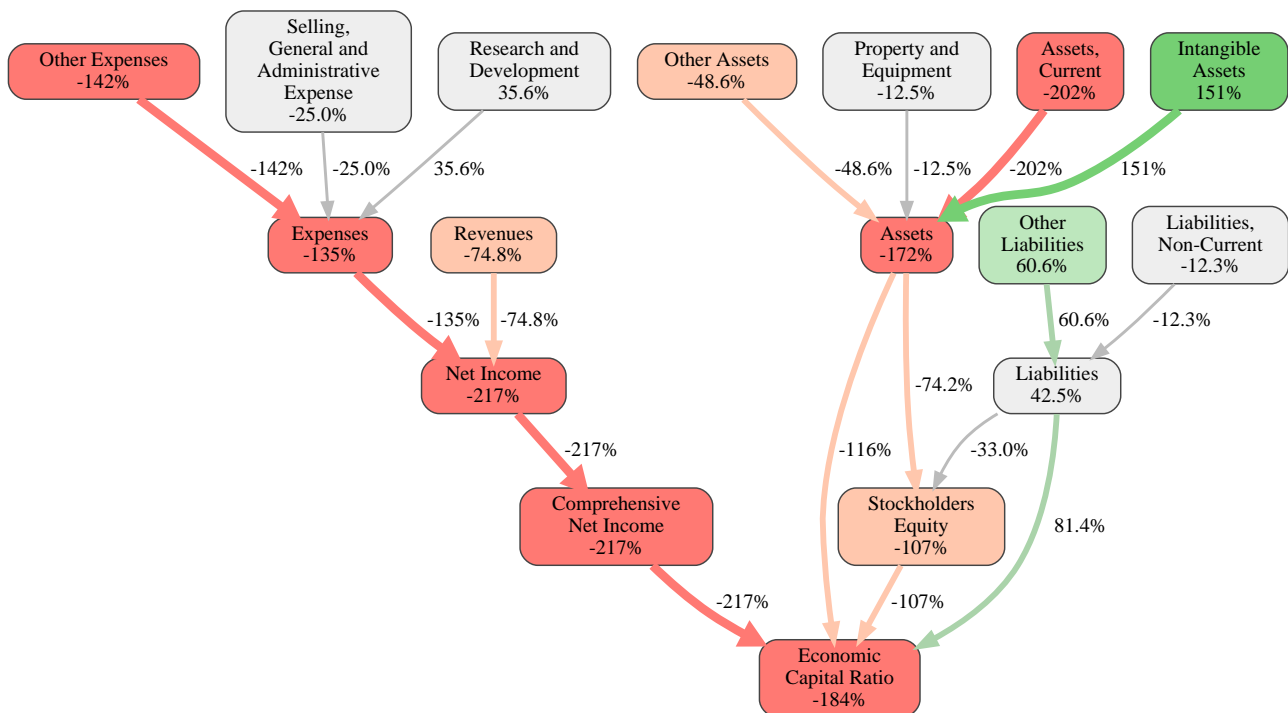 Other Expenses
-142%
Selling,
General and
Administrative
Expense
-25.0%
Research and
Development
35.6%
Other Assets
-48.6%
Property and
Equipment
-12.5%
Assets,
Current
-202%
Intangible
Assets
151%
-142%
-25.0%
35.6%
-48.6%
-12.5%
-202%
151%
Expenses
-135%
Revenues
-74.8%
Assets
-172%
Other
Liabilities
60.6%
Liabilities,
Non-Current
-12.3%
-135%
-74.8%
60.6%
-12.3%
Net Income
-217%
-74.2%
Liabilities
42.5%
-217%
-116%
-33.0%
Comprehensive
Net Income
-217%
Stockholders
Equity
-107%
81.4%
-217%
-107%
Economic
Capital Ratio
-184%